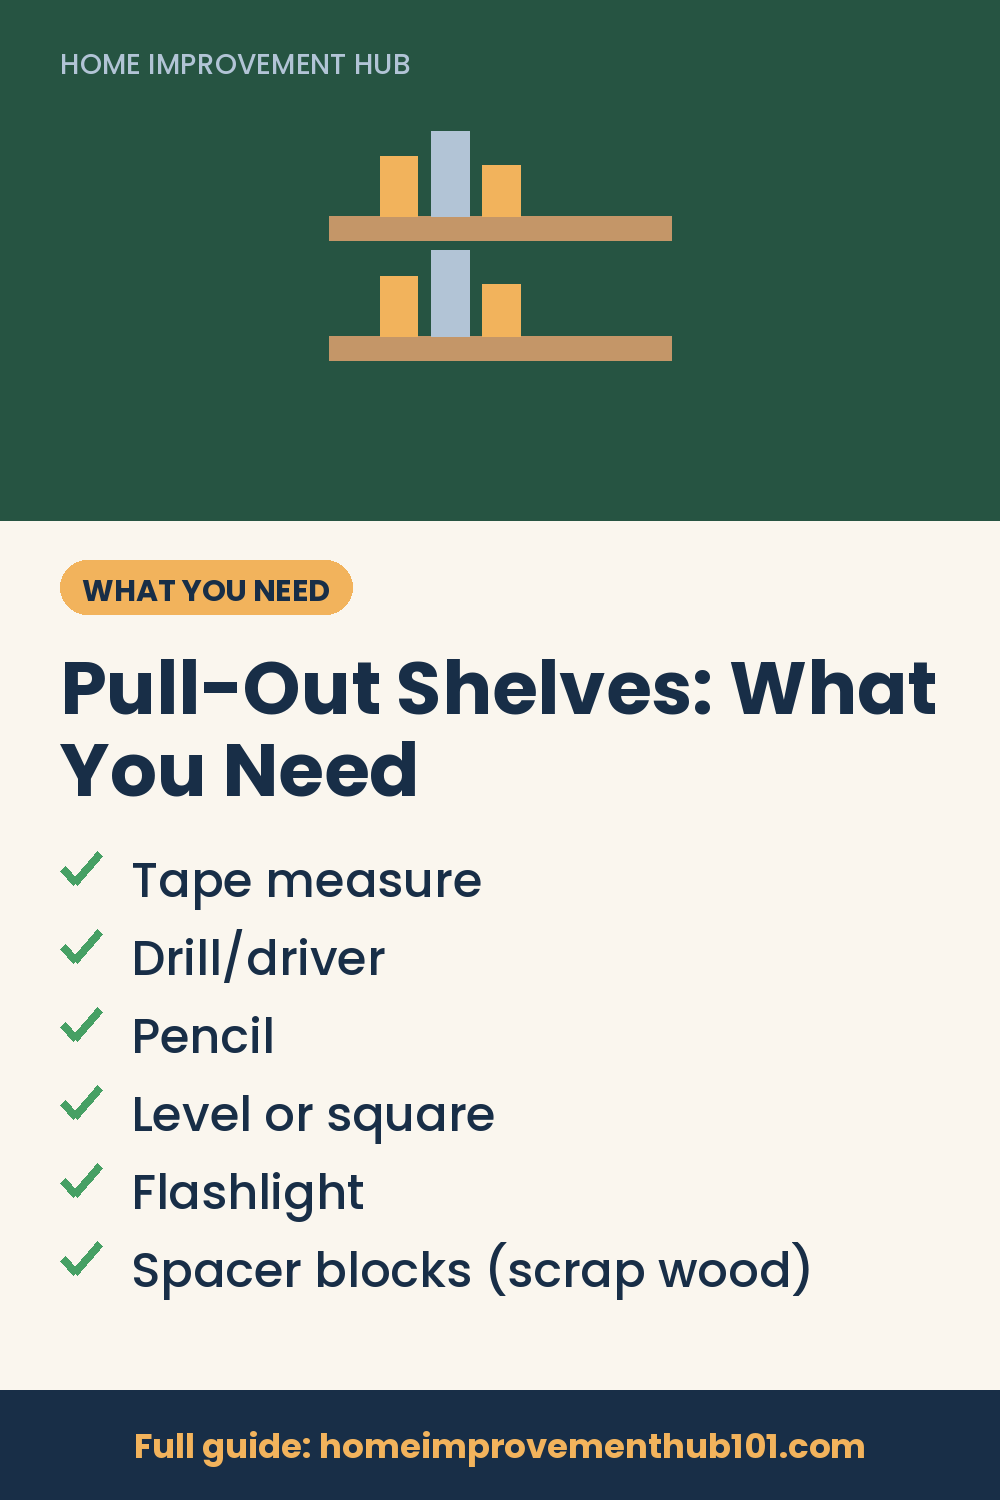 HOME IMPROVEMENT HUB
WHAT YOU NEED
Pull-Out Shelves: What
You Need
Tape measure
Drill/driver
Pencil
Level or square
Flashlight
Spacer blocks (scrap wood)
Full guide: homeimprovementhub101.com